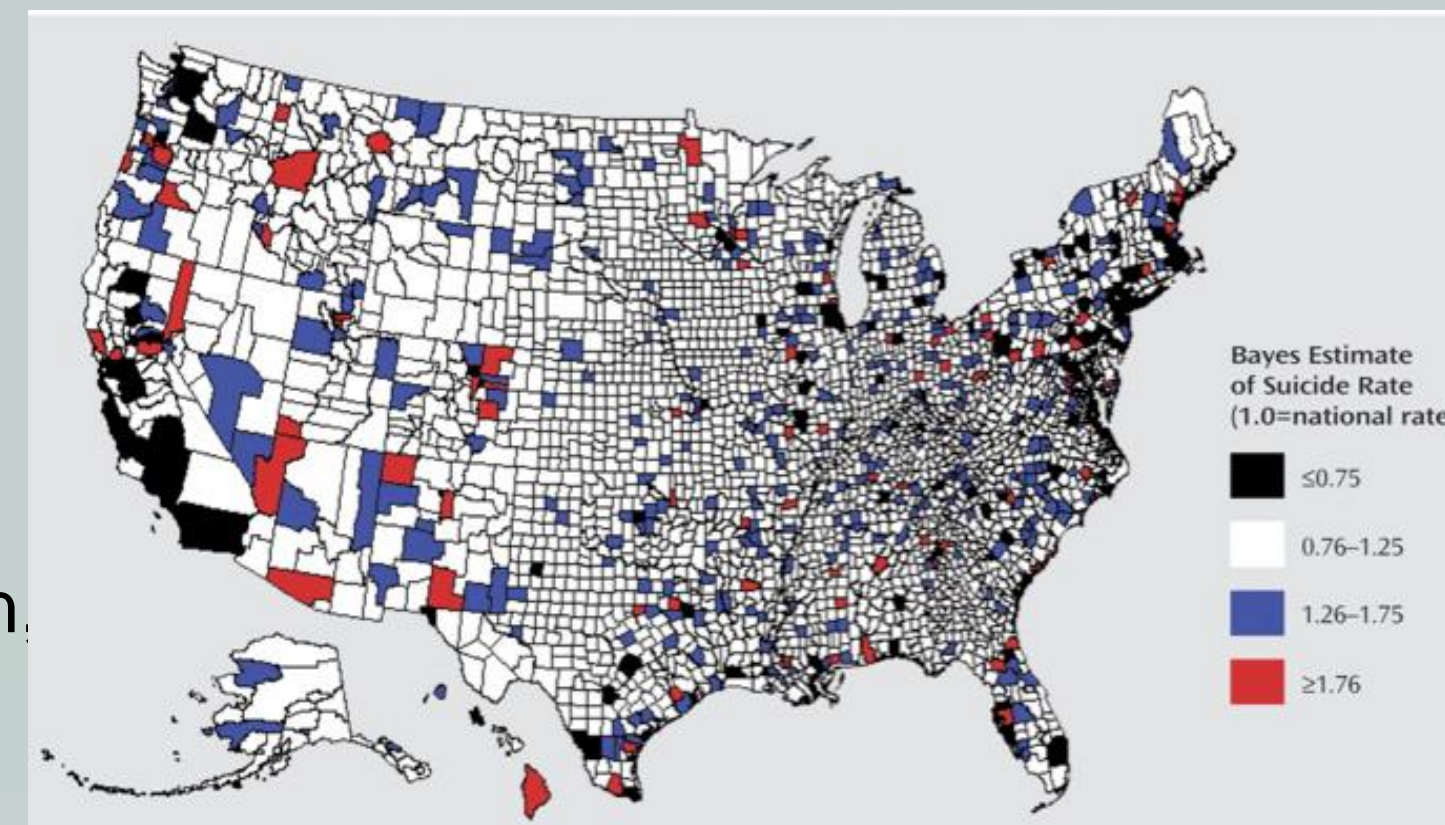 n,
Bayes Estimate
of Suicide Rate
(1.0=national rate
≤0.75
0.76–1.25
1.26–1.75
≥1.76